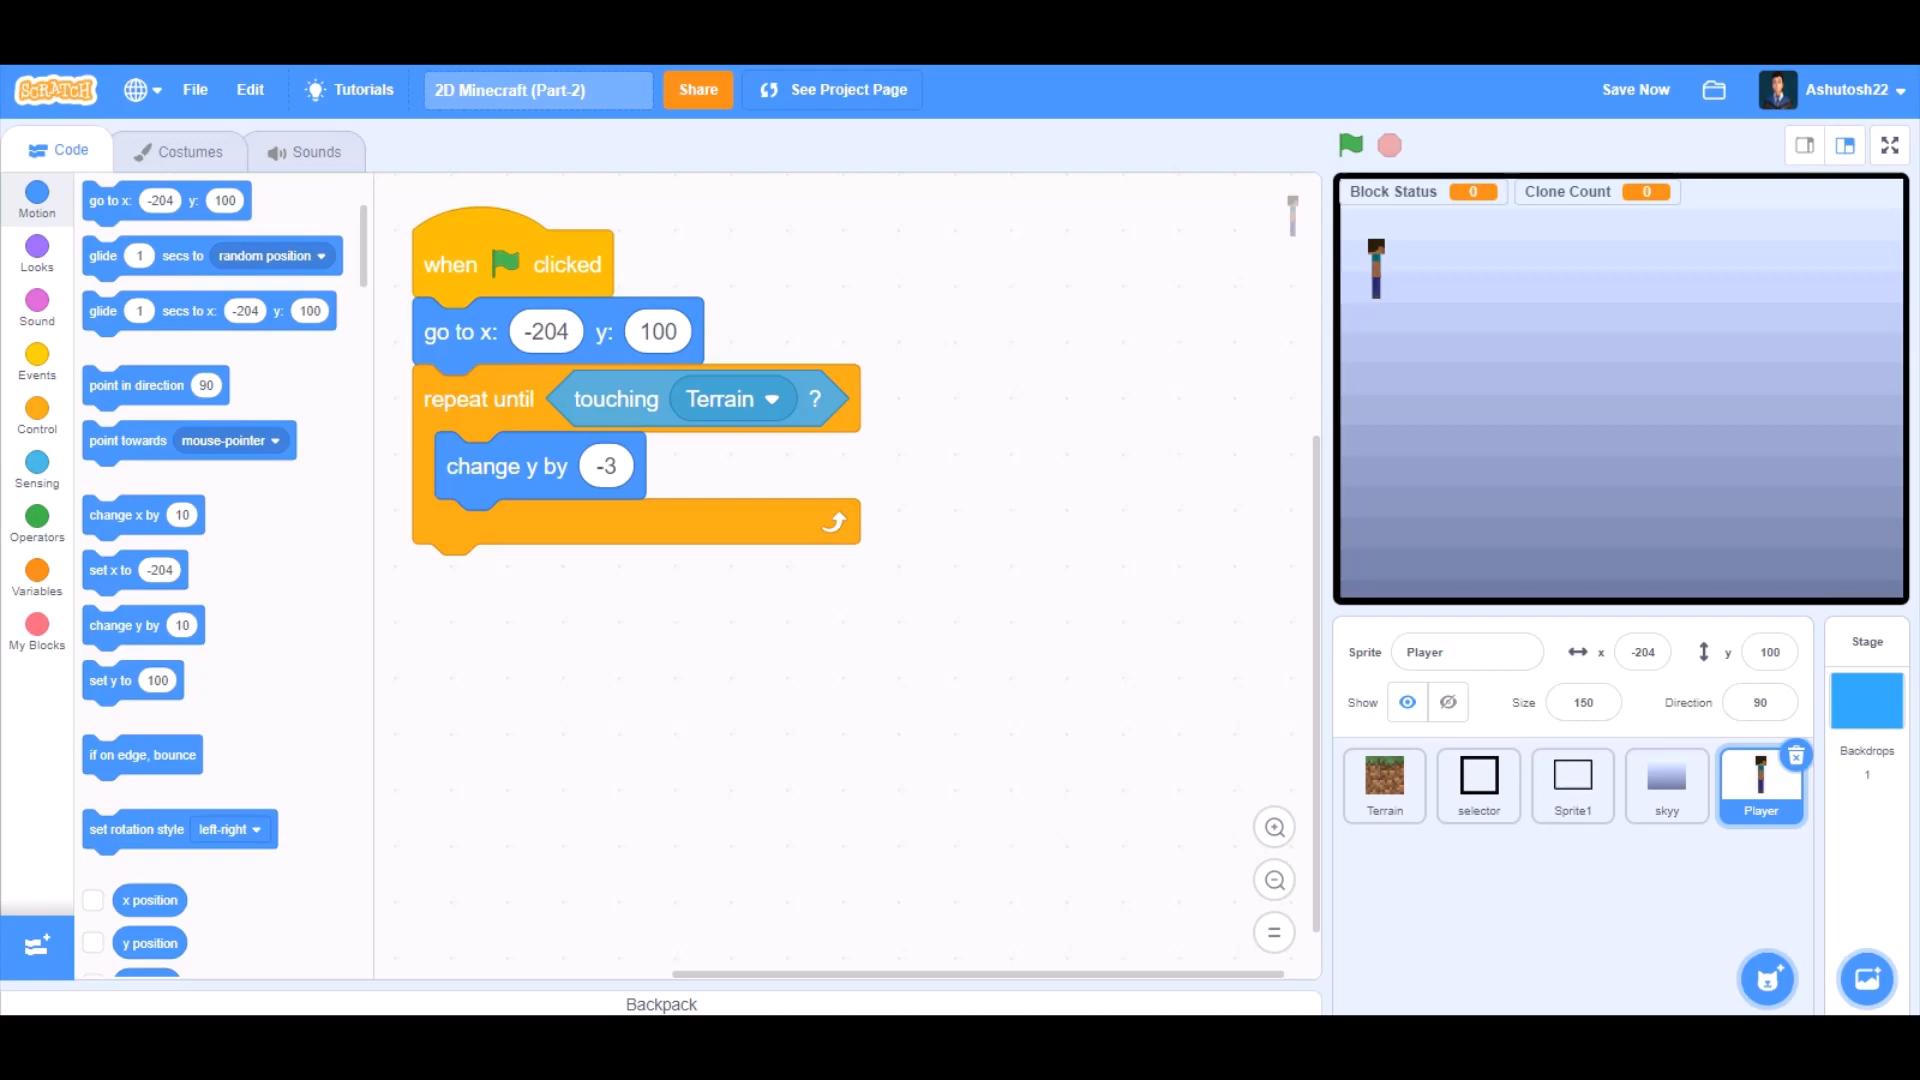 SCRATCH
File
Edit
Tutorials
2D Minecraft (Part-2)
Share
See Project Page
Save Now
Ashutosh22
Code
Costumes
Sounds
Motion
Looks
Sound
Events
Control
Sensing
Operators
Variables
My Blocks
go to x: -204 y: 100
glide 1 secs to random position
glide 1 secs to x: -204 y: 100
point in direction 90
point towards mouse-pointer
change x by 10
set x to -204
change y by 10
set y to 100
if on edge, bounce
set rotation style left-right
x position
y position
when clicked
go to x: -204 y: 100
repeat until touching Terrain ?
change y by -3
Backpack
Block Status 0
Clone Count 0
Sprite Player x -204 y 100
Show Size 150 Direction 90
Terrain
selector
Sprite1
skyy
Player
Stage
Backdrops
1